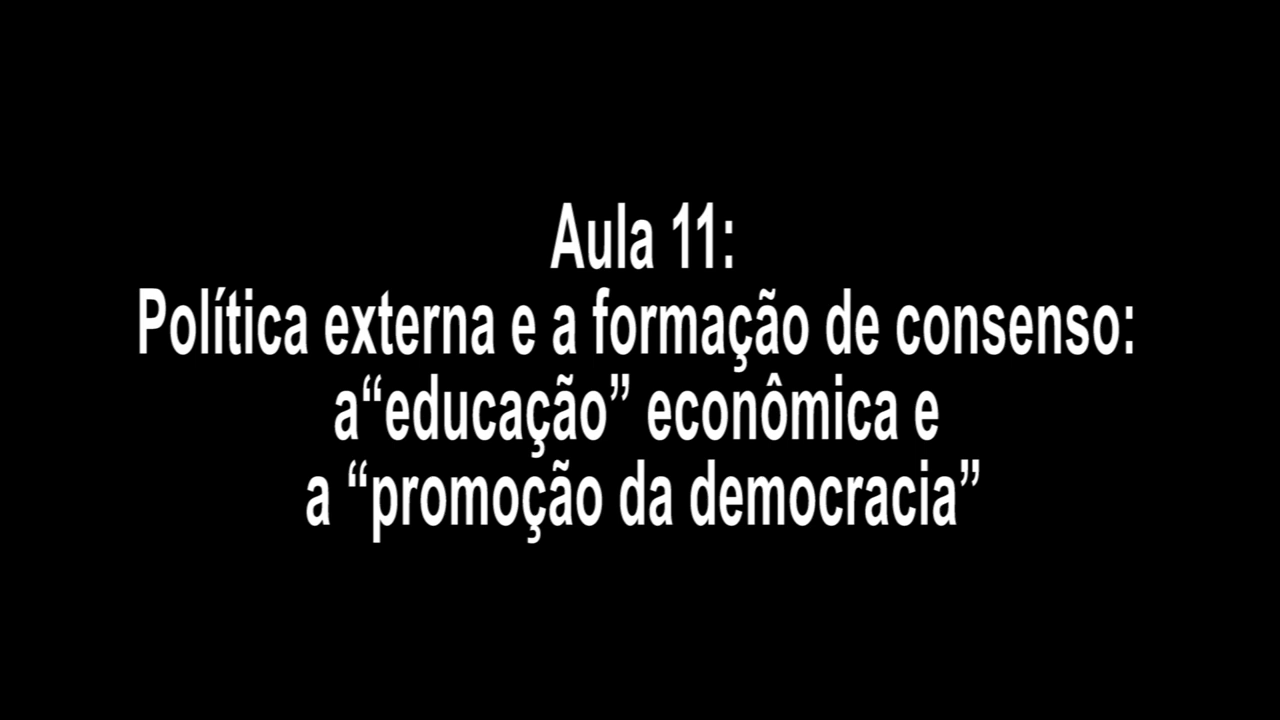 Aula 11:
Política externa e a formação de consenso:
a“educação” econômica e
a “promoção da democracia”